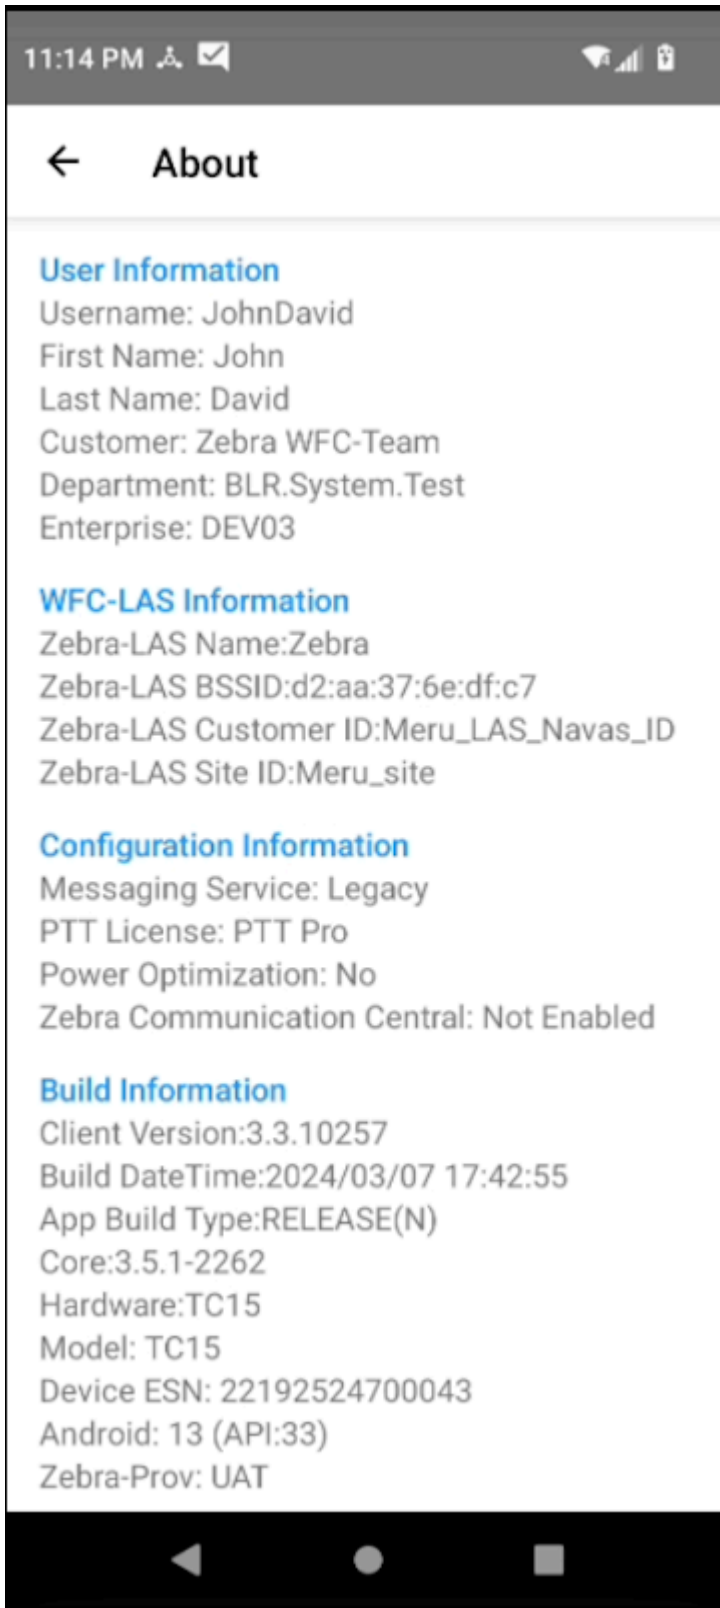 11:14 PM
About
User Information
Username: JohnDavid
First Name: John
Last Name: David
Customer: Zebra WFC-Team
Department: BLR.System.Test
Enterprise: DEV03
WFC-LAS Information
Zebra-LAS Name:Zebra
Zebra-LAS BSSID:d2:aa:37:6e:df:c7
Zebra-LAS Customer ID:Meru_LAS_Navas_ID
Zebra-LAS Site ID:Meru_site
Configuration Information
Messaging Service: Legacy
PTT License: PTT Pro
Power Optimization: No
Zebra Communication Central: Not Enabled
Build Information
Client Version:3.3.10257
Build DateTime:2024/03/07 17:42:55
App Build Type:RELEASE(N)
Core:3.5.1-2262
Hardware:TC15
Model: TC15
Device ESN: 22192524700043
Android: 13 (API:33)
Zebra-Prov: UAT